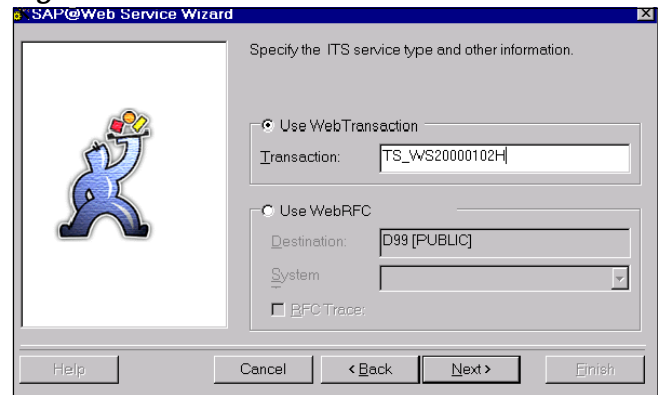 SAP@Web Service Wizard
Specify the ITS service type and other information.
Use WebTransaction
Transaction: TS_WS20000102H
Use WebRFC
Destination: D99 [PUBLIC]
System
RFC Trace:
Help Cancel < Back Next > Finish